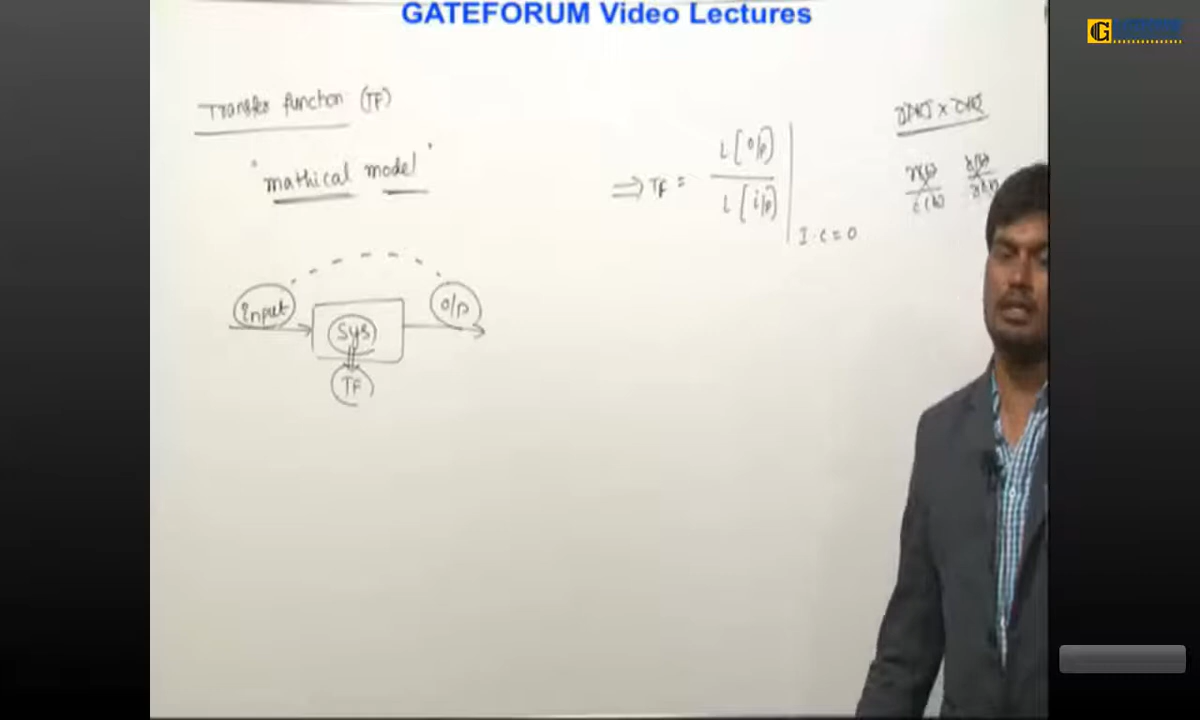 GATEFORUM Video Lectures
Transfer function (TF)
"mathical model"
⇒ TF = L[o/p] / L[i/p] | I.C = 0
Input
Sys
o/p
TF